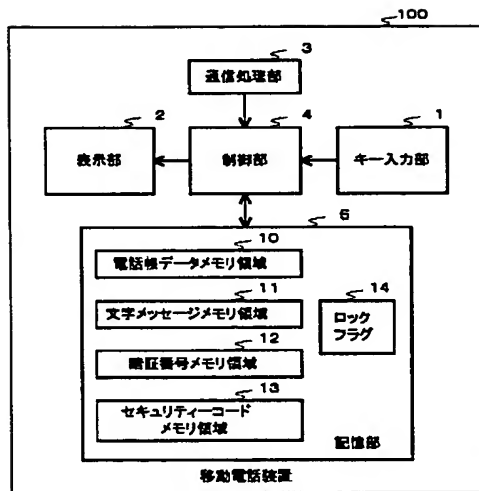 100
3
通信処理部
2
表示部
4
制御部
1
キー入力部
5
10
電話帳データメモリ領域
11
文字メッセージメモリ領域
14
ロック
フラグ
12
暗証番号メモリ領域
13
セキュリティーコード
メモリ領域
記憶部
移動電話装置